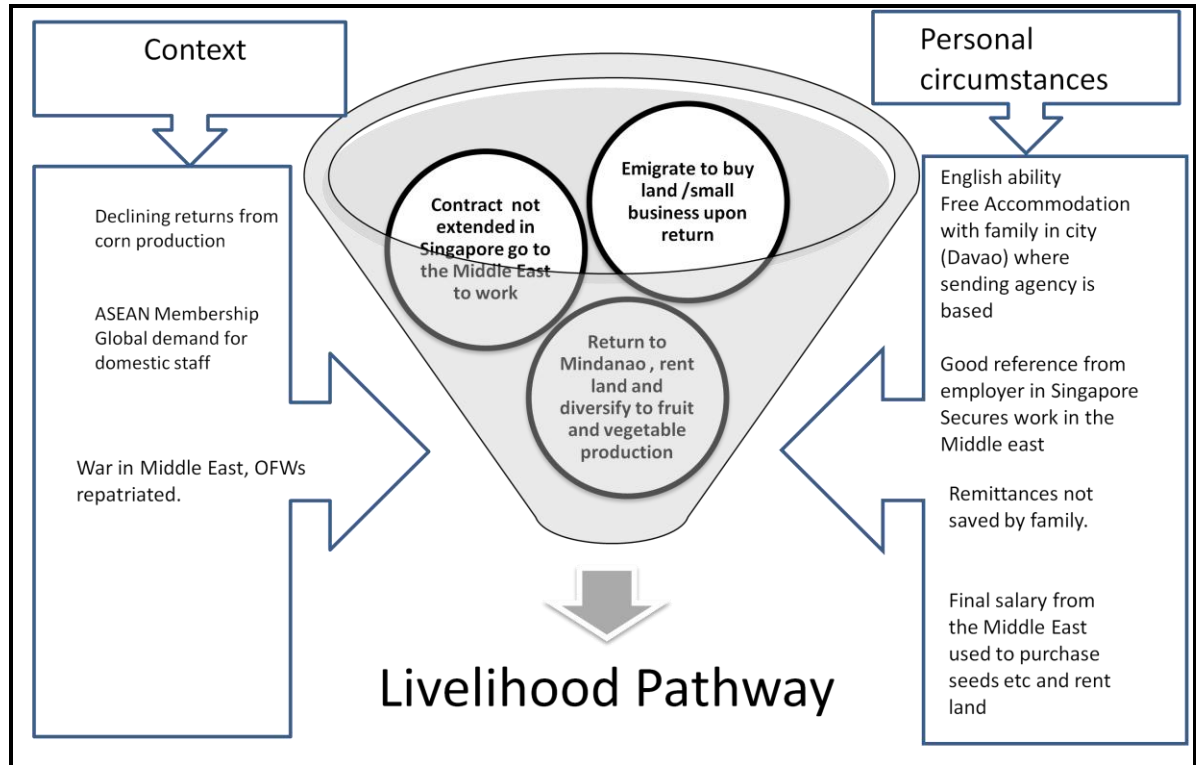 Context
Declining returns from
corn production
ASEAN Membership
Global demand for
domestic staff
War in Middle East, OFWs
repatriated.
Contract not
extended in
Singapore go to
the Middle East
to work
Emigrate to buy
land /small
business upon
return
Return to
Mindanao , rent
land and
diversify to fruit
and vegetable
production
Livelihood Pathway
Personal
circumstances
English ability
Free Accommodation
with family in city
(Davao) where
sending agency is
based
Good reference from
employer in Singapore
Secures work in the
Middle east
Remittances not
saved by family.
Final salary from
the Middle East
used to purchase
seeds etc and rent
land